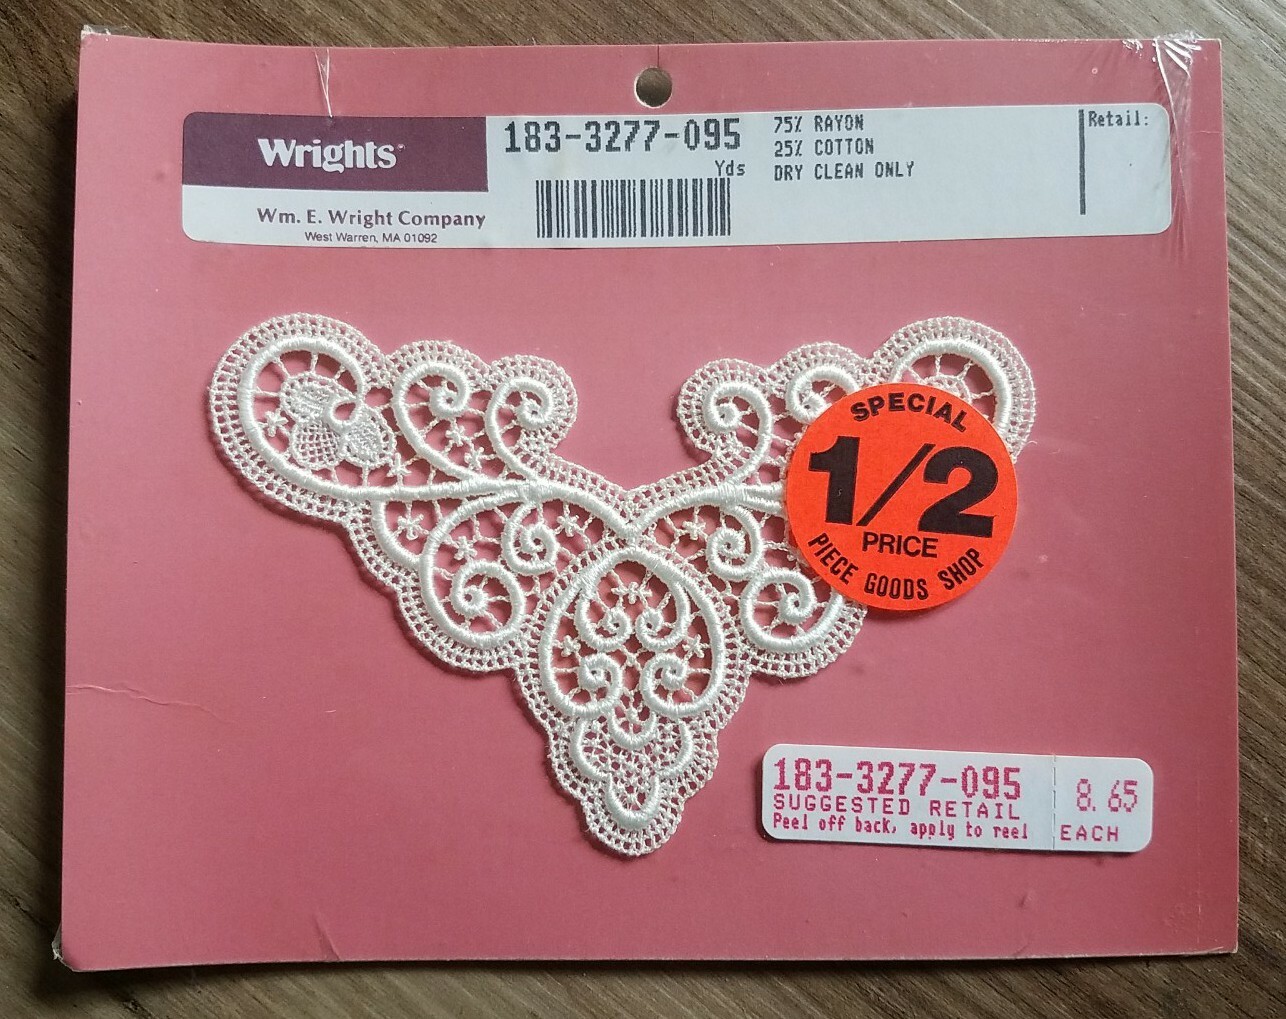 Wrights®
Wm. E. Wright Company
West Warren, MA 01092
183-3277-095
Yds
75% RAYON
25% COTTON
DRY CLEAN ONLY
Retail:
SPECIAL
1/2
PRICE
PIECE GOODS SHOP
183-3277-095
SUGGESTED RETAIL
Peel off back, apply to reel
8.65
EACH